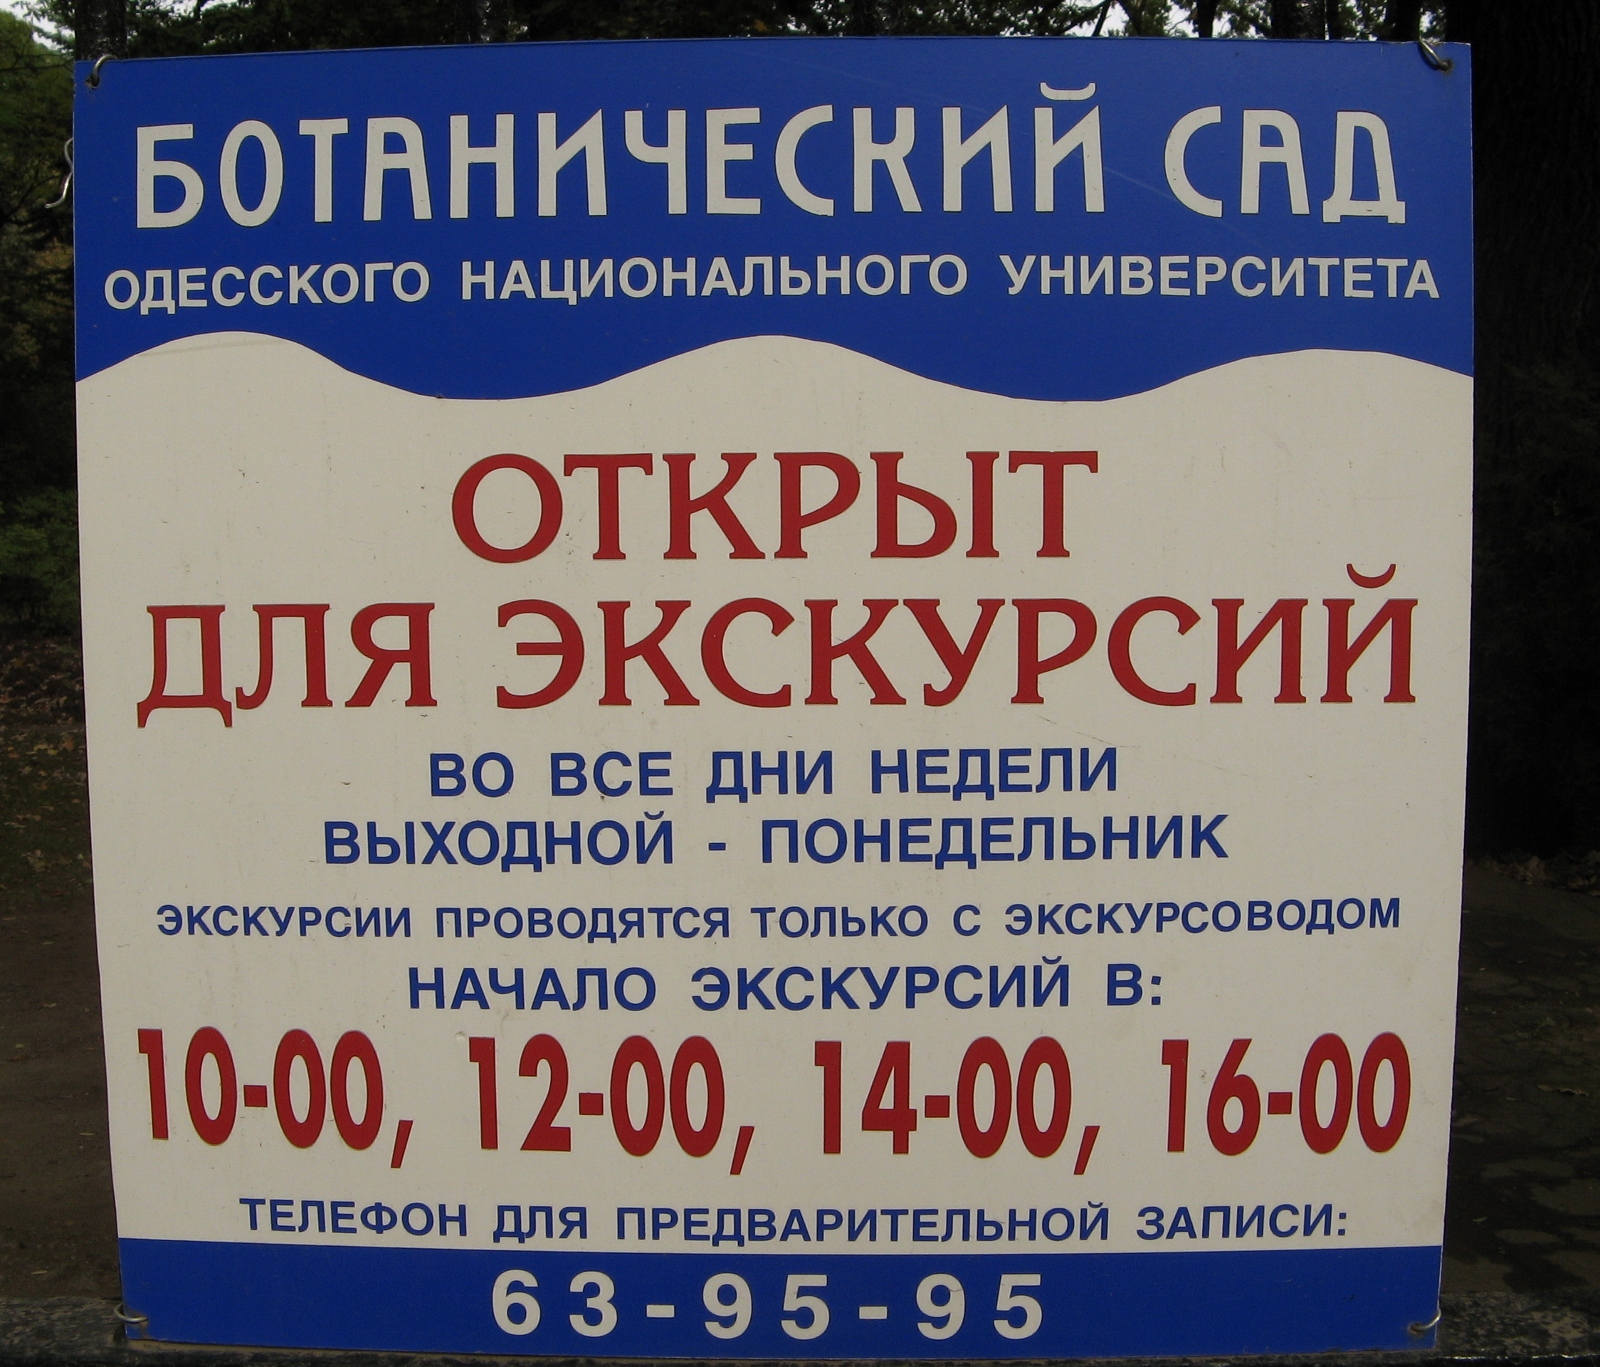 БОТАНИЧЕСКИЙ САД
ОДЕССКОГО НАЦИОНАЛЬНОГО УНИВЕРСИТЕТА
ОТКРЫТ
ДЛЯ ЭКСКУРСИЙ
ВО ВСЕ ДНИ НЕДЕЛИ
ВЫХОДНОЙ - ПОНЕДЕЛЬНИК
ЭКСКУРСИИ ПРОВОДЯТСЯ ТОЛЬКО С ЭКСКУРСОВОДОМ
НАЧАЛО ЭКСКУРСИЙ В:
10-00, 12-00, 14-00, 16-00
ТЕЛЕФОН ДЛЯ ПРЕДВАРИТЕЛЬНОЙ ЗАПИСИ:
63-95-95